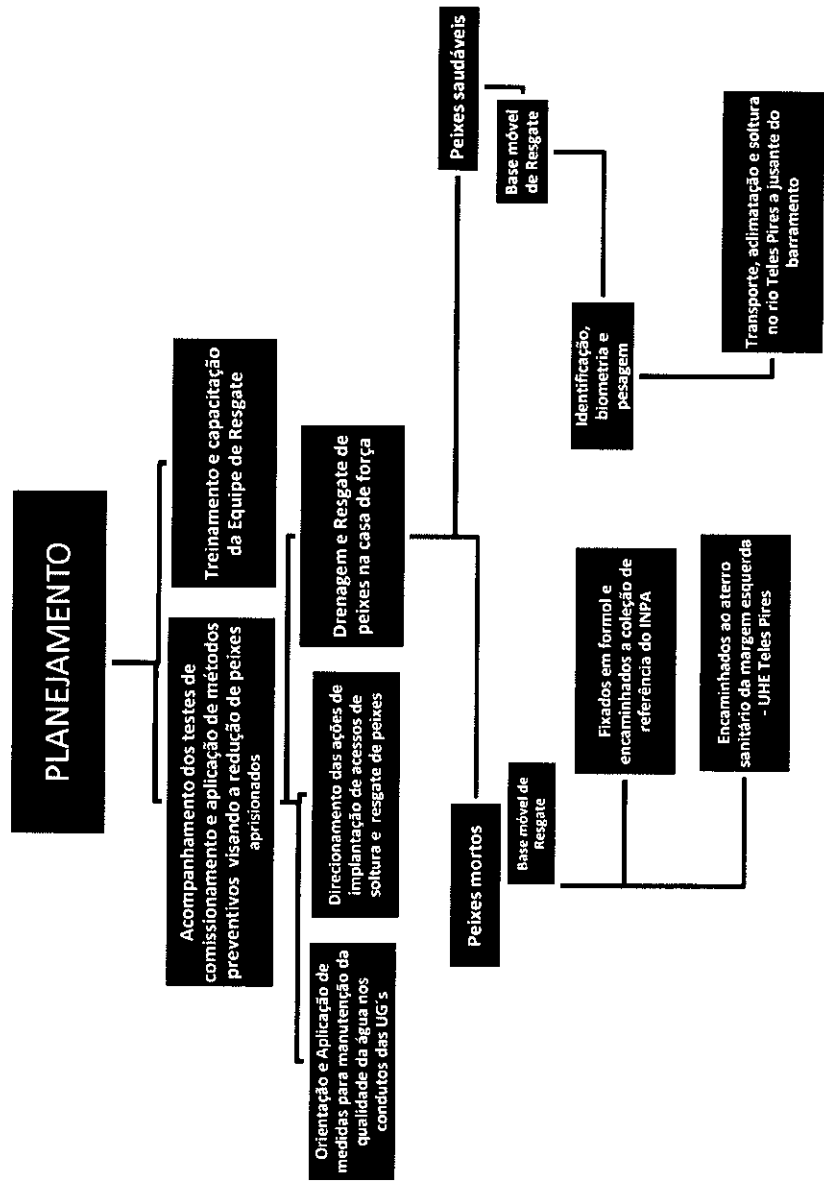 PLANEJAMENTO
Acompanhamento dos testes de
comissionamento e aplicação de métodos
preventivos visando a redução de peixes
aprisionados
Treinamento e capacitação
da Equipe de Resgate
Orientação e Aplicação de
medidas para manutenção da
qualidade da água nos
condutos das UG´s
Direcionamento das ações de
implantação de acessos de
soltura e resgate de peixes
Drenagem e Resgate de
peixes na casa de força
Peixes mortos
Base móvel de
Resgate
Fixados em formol e
encaminhados a coleção de
referência do INPA
Encaminhados ao aterro
sanitário da margem esquerda
- UHE Teles Pires
Peixes saudáveis
Base móvel
de Resgate
Identificação,
biometria e
pesagem
Transporte, aclimatação e soltura
no rio Teles Pires a jusante do
barramento